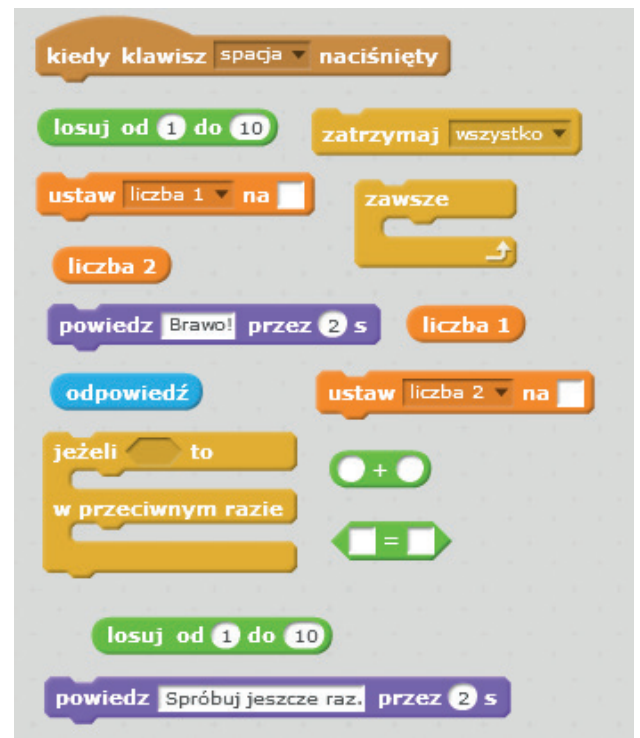 kiedy klawisz spacja naciśnięty
losuj od 1 do 10
zatrzymaj wszystko
ustaw liczba 1 na
zawsze
liczba 2
powiedz Brawo! przez 2 s
liczba 1
odpowiedź
ustaw liczba 2 na
jeżeli to
+
w przeciwnym razie
=
losuj od 1 do 10
powiedz Spróbuj jeszcze raz. przez 2 s